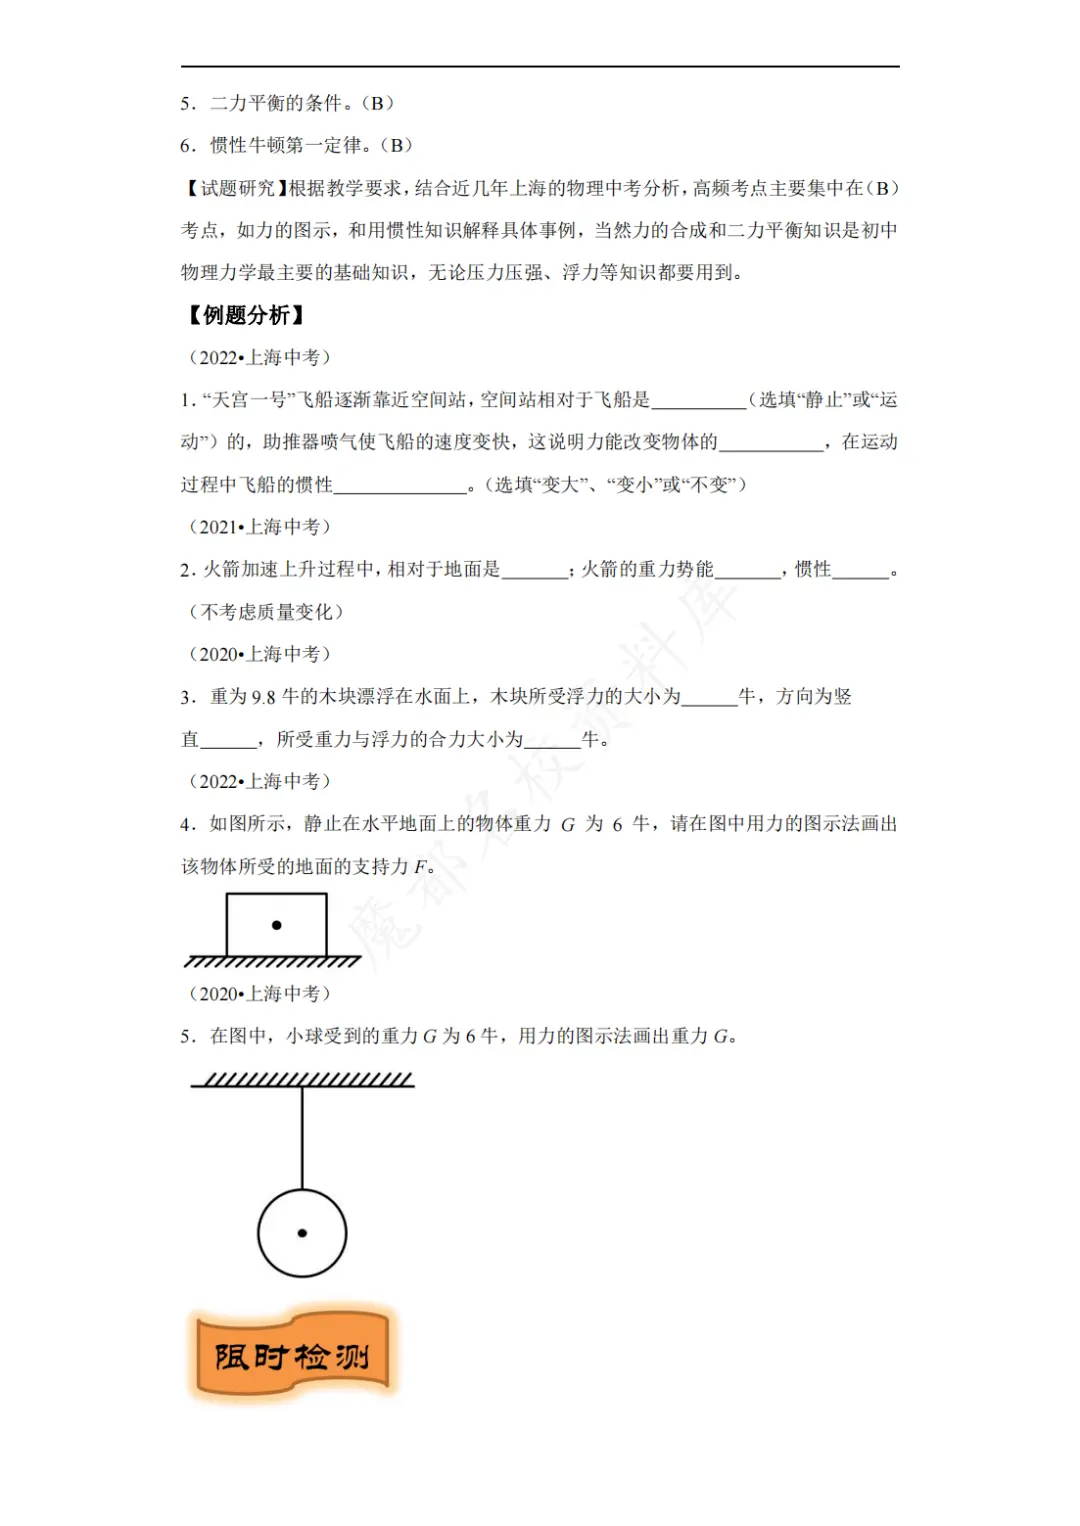 5．二力平衡的条件。（B）
6．惯性牛顿第一定律。（B）
【试题研究】根据教学要求，结合近几年上海的物理中考分析，高频考点主要集中在（B）
考点，如力的图示，和用惯性知识解释具体事例，当然力的合成和二力平衡知识是初中
物理力学最主要的基础知识，无论压力压强、浮力等知识都要用到。
【例题分析】
（2022•上海中考）
1．“天宫一号”飞船逐渐靠近空间站，空间站相对于飞船是__________（选填“静止”或“运
动”）的，助推器喷气使飞船的速度变快，这说明力能改变物体的___________，在运动
过程中飞船的惯性______________。（选填“变大”、“变小”或“不变”）
（2021•上海中考）
2．火箭加速上升过程中，相对于地面是_______；火箭的重力势能_______，惯性______。
（不考虑质量变化）
（2020•上海中考）
3．重为 9.8 牛的木块漂浮在水面上，木块所受浮力的大小为______牛，方向为竖
直______，所受重力与浮力的合力大小为______牛。
（2022•上海中考）
4．如图所示，静止在水平地面上的物体重力 G 为 6 牛，请在图中用力的图示法画出
该物体所受的地面的支持力 F。
（2020•上海中考）
5．在图中，小球受到的重力 G 为 6 牛，用力的图示法画出重力 G。
限时检测
魔都名校资料库